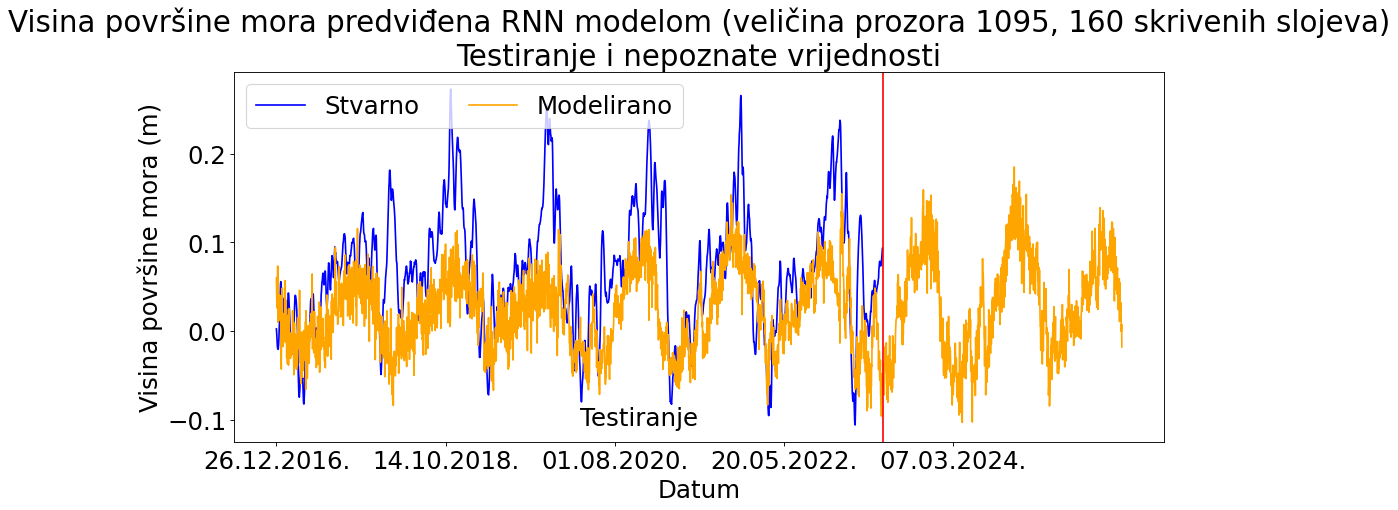 Visina površine mora predviđena RNN modelom (veličina prozora 1095, 160 skrivenih slojeva)
Testiranje i nepoznate vrijednosti
Stvarno Modelirano
Visina površine mora (m)
0.2
0.1
0.0
−0.1
Testiranje
26.12.2016. 14.10.2018. 01.08.2020. 20.05.2022. 07.03.2024.
Datum